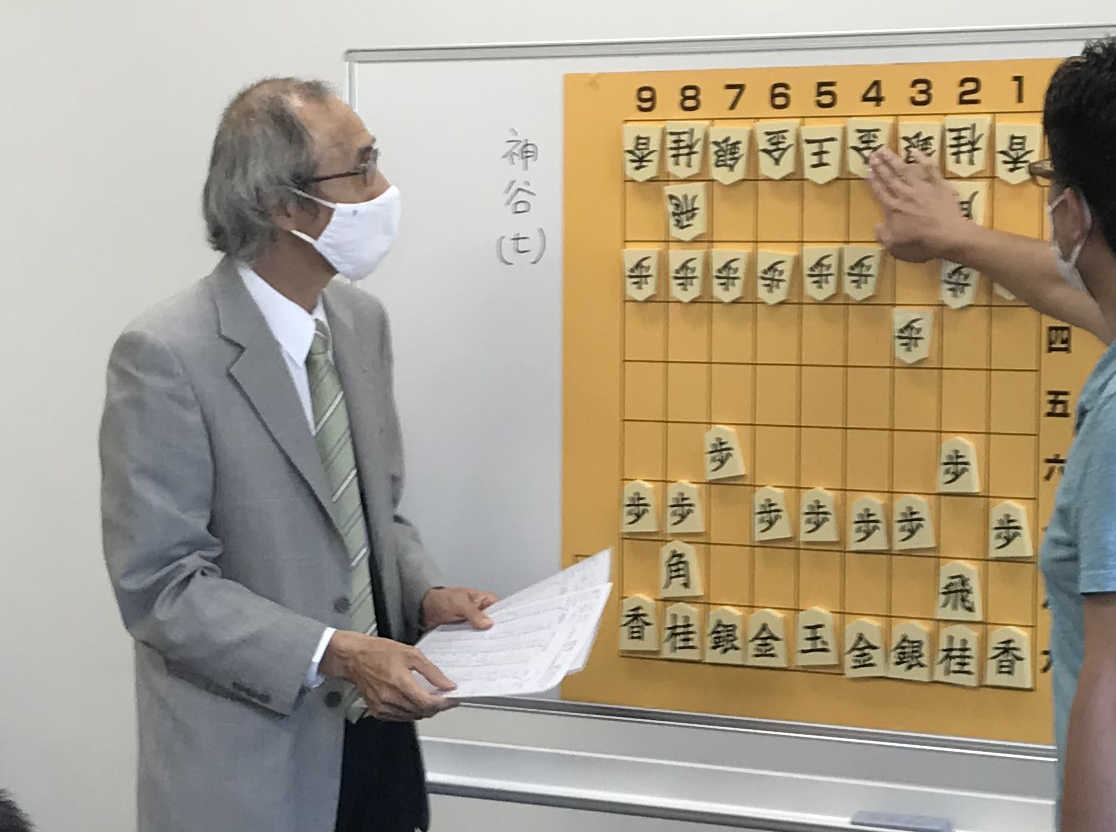 神
谷
(七)
9 8 7 6 5 4 3 2 1
香 桂 銀 金 王 金 銀 桂 香
飛
歩 歩 歩 歩 歩 歩 歩
歩
四
五
歩 歩
六
歩 歩 歩 歩 歩 歩 歩
角 飛
香 桂 銀 金 玉 金 銀 桂 香